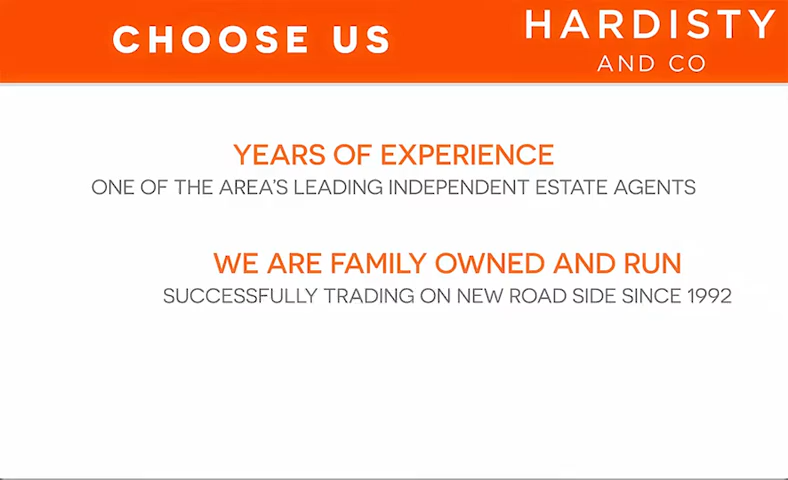 CHOOSE US
HARDISTY
AND CO
YEARS OF EXPERIENCE
ONE OF THE AREA'S LEADING INDEPENDENT ESTATE AGENTS
WE ARE FAMILY OWNED AND RUN
SUCCESSFULLY TRADING ON NEW ROAD SIDE SINCE 1992